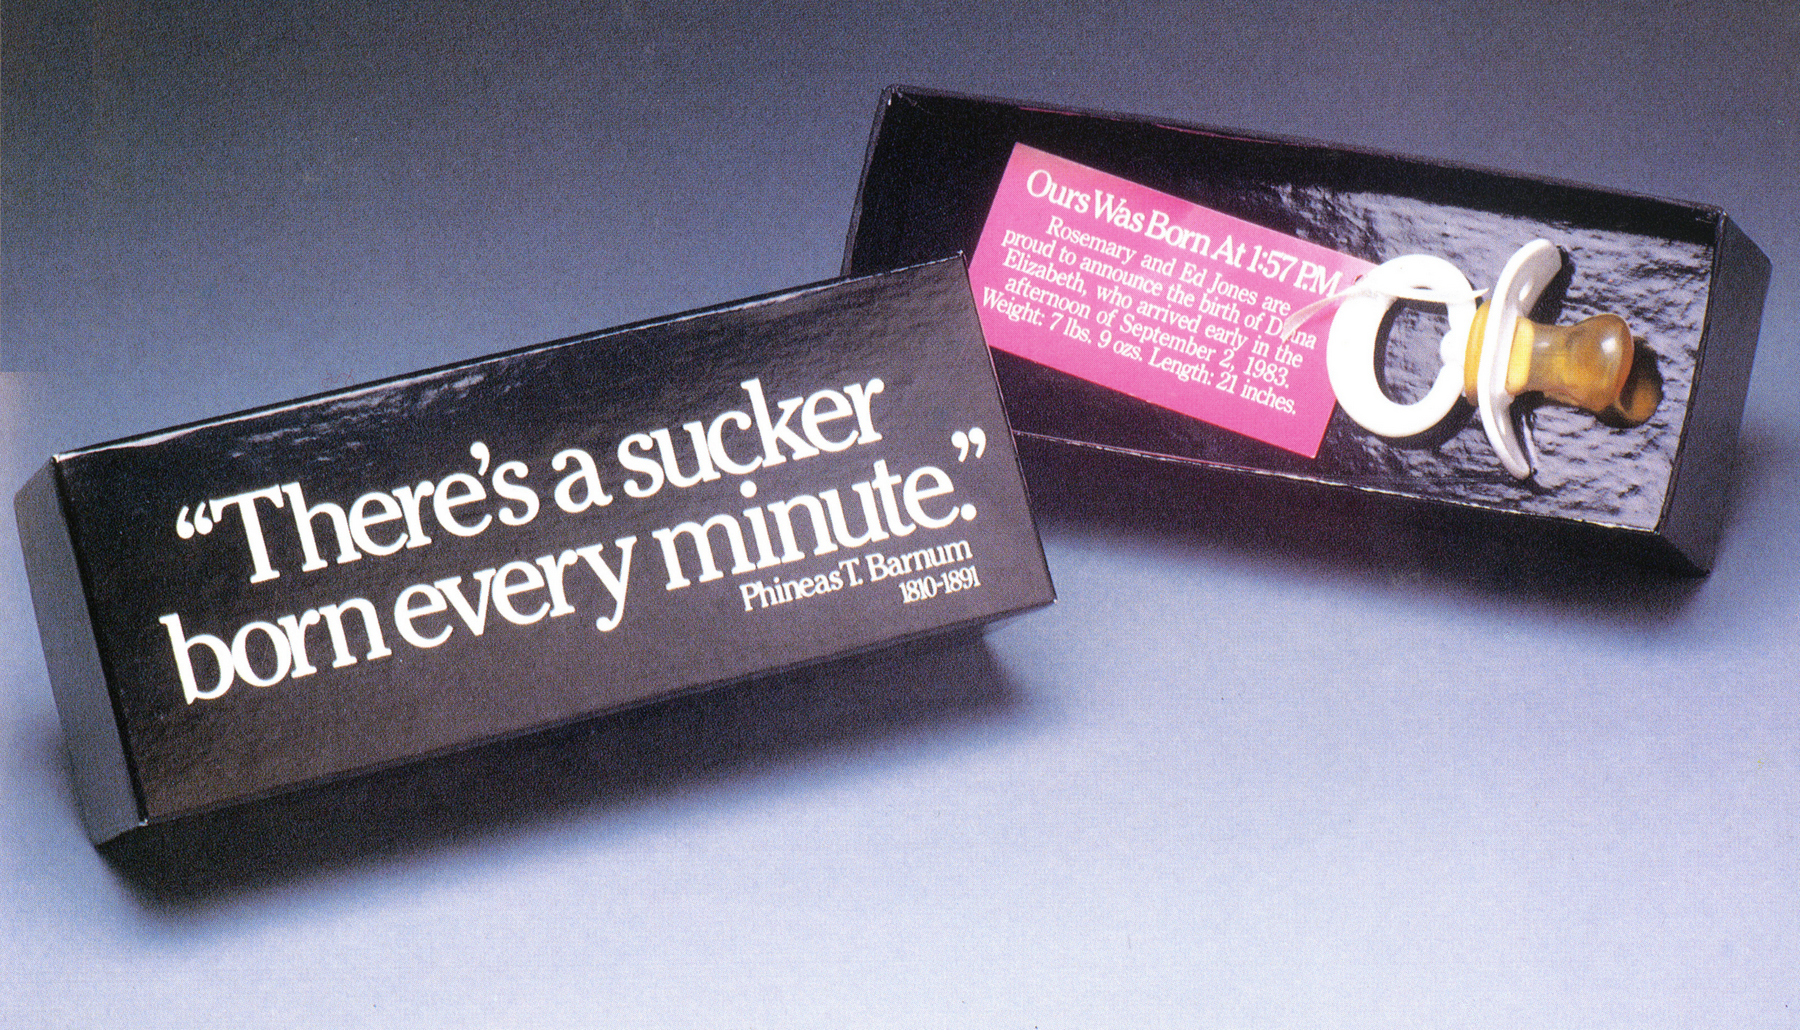 “There’s a sucker
born every minute.”
Phineas T. Barnum
1810-1891
Ours Was Born At 1:57 P.M.
Rosemary and Ed Jones are
proud to announce the birth of
Elizabeth, who arrived early in the
afternoon of September 2, 1983.
Weight: 7 lbs. 9 ozs. Length: 21 inches.